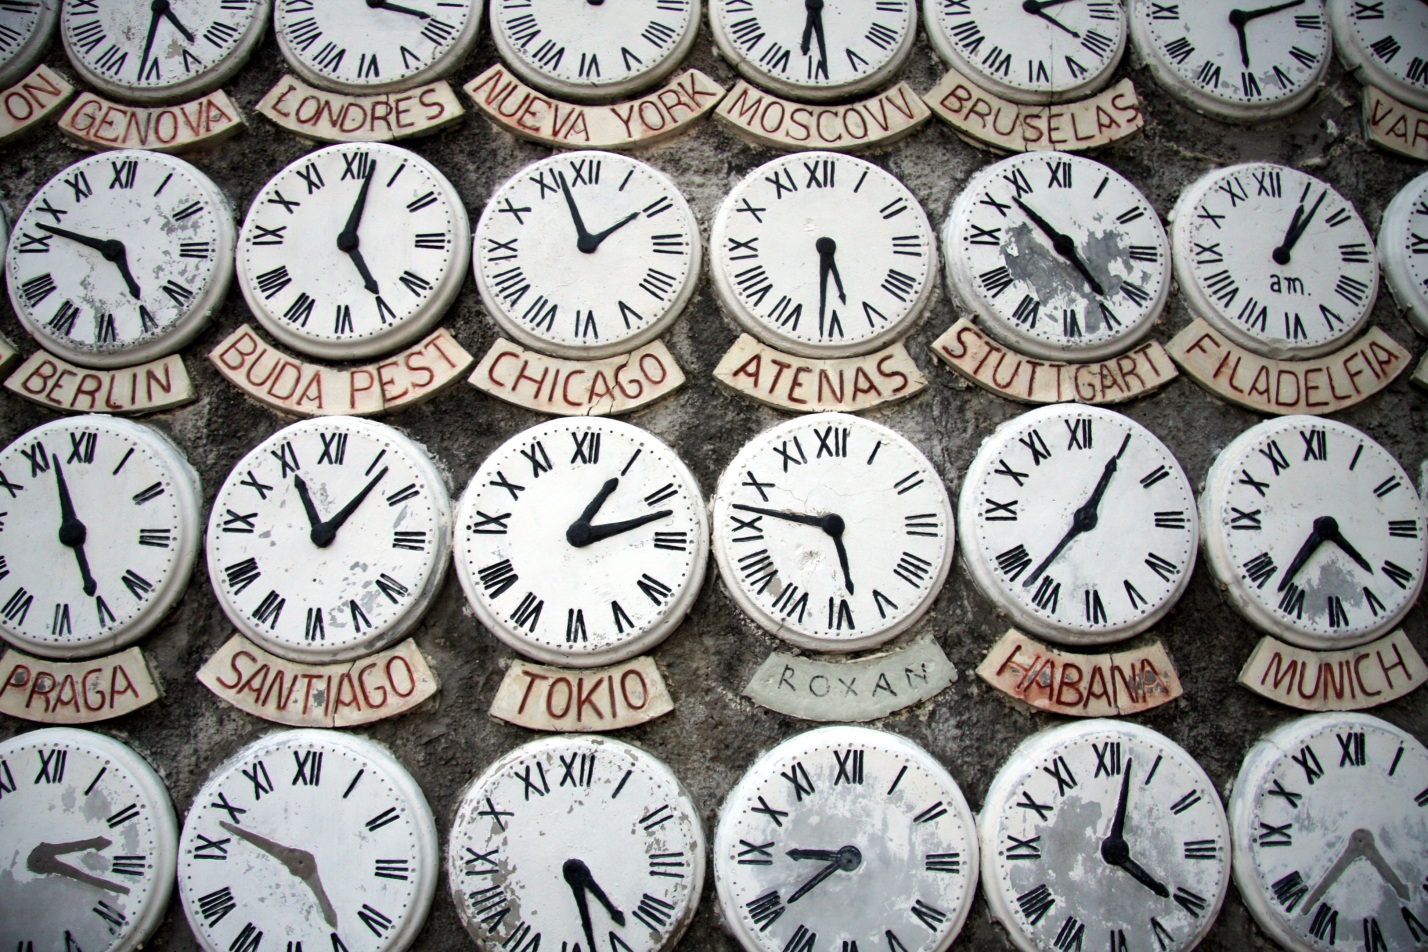 ON GENOVA LONDRES NUEVA YORK MOSCOVV BRUSELAS VAR
BERLIN BUDA PEST CHICAGO ATENAS STUTTGART FILADELFIA
am.
PRAGA SANTIAGO TOKIO ROXAN HABANA MUNICH